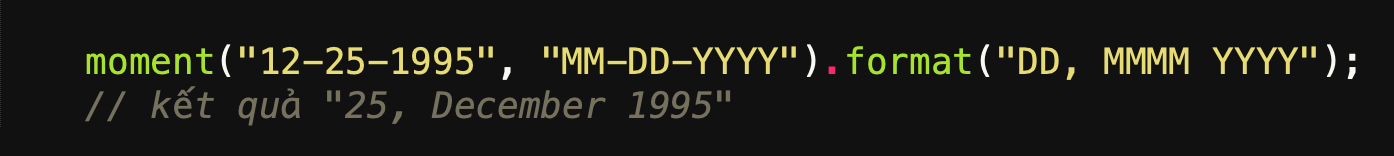 moment("12-25-1995", "MM-DD-YYYY").format("DD, MMMM YYYY");
// kết quả "25, December 1995"